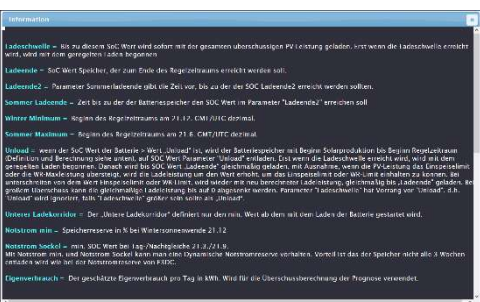 Information
Ladeschwelle = Bis zu diesem SoC Wert wird sofort mit der gesamten überschüssigen PV-Leistung geladen. Erst wenn die Ladeschwelle erreicht
wird, wird mit dem geregelten Laden begonnen
Ladeende = SoC Wert Speicher, der zum Ende des Regelzeitraums erreicht werden soll.
Ladeende2 = Parameter Sommerladeende gibt die Zeit vor, bis zu der der SOC Ladeende2 erreicht werden sollten.
Sommer Ladeende = Zeit bis zu der der Batteriespeicher den SOC Wert im Parameter "Ladeende2" erreichen soll
Winter Minimum = Beginn des Regelzeitraums am 21.12. GMT/UTC dezimal.
Sommer Maximum = Beginn des Regelzeitraums am 21.6. GMT/UTC dezimal.
Unload = wenn der SoC Wert der Batterie > Wert „Unload" ist, wird der Batteriespeicher mit Beginn Solarproduktion bis Beginn Regelzeitraum
(Definition und Berechnung siehe unten), auf SOC Wert Parameter "Unload" entladen. Erst wenn die Ladeschwelle erreicht wird, wird mit dem
geregelten Laden begonnen. Danach wird bis SOC Wert „Ladeende" gleichmäßig geladen, mit Ausnahme, wenn die PV-Leistung das Einspeiselimit
oder die WR-Maxleistung übersteigt, wird die Ladeleistung um den Wert erhöht, um das Einspeiselimit oder WR-Limit einhalten zu können. Bei
unterschreiten von dem Wert Einspeiselimit oder WR-Limit, wird wieder mit neu berechneter Ladeleistung, gleichmäßig bis „Ladeende" geladen. Bei
großem Überschuss kann die gleichmäßige Ladeleistung bis auf 0 abgesenkt werden. Parameter "Ladeschwelle" hat Vorrang vor "Unload", d.h.
"Unload" wird ignoriert, falls "Ladeschwelle" größer sein sollte als „Unload".
Unterer Ladekorridor = Der „Untere Ladekorridor" definiert nur den min. Wert ab dem mit dem Laden der Batterie gestartet wird.
Notstrom min = Speicherreserve in % bei Wintersonnenwende 21.12
Notstrom Sockel = min. SOC Wert bei Tag-/Nachtgleiche 21.3./21.9.
Mit Notstrom min. und Notstrom Sockel kann man eine Dynamische Notstromreserve vorhalten. Vorteil ist das der Speicher nicht alle 3 Wochen
entladen wird wie bei der Notstromreserve von E3DC.
Eigenverbrauch = Der geschätzte Eigenverbrauch pro Tag in kWh. Wird für die Überschussberechnung der Prognose verwendet.